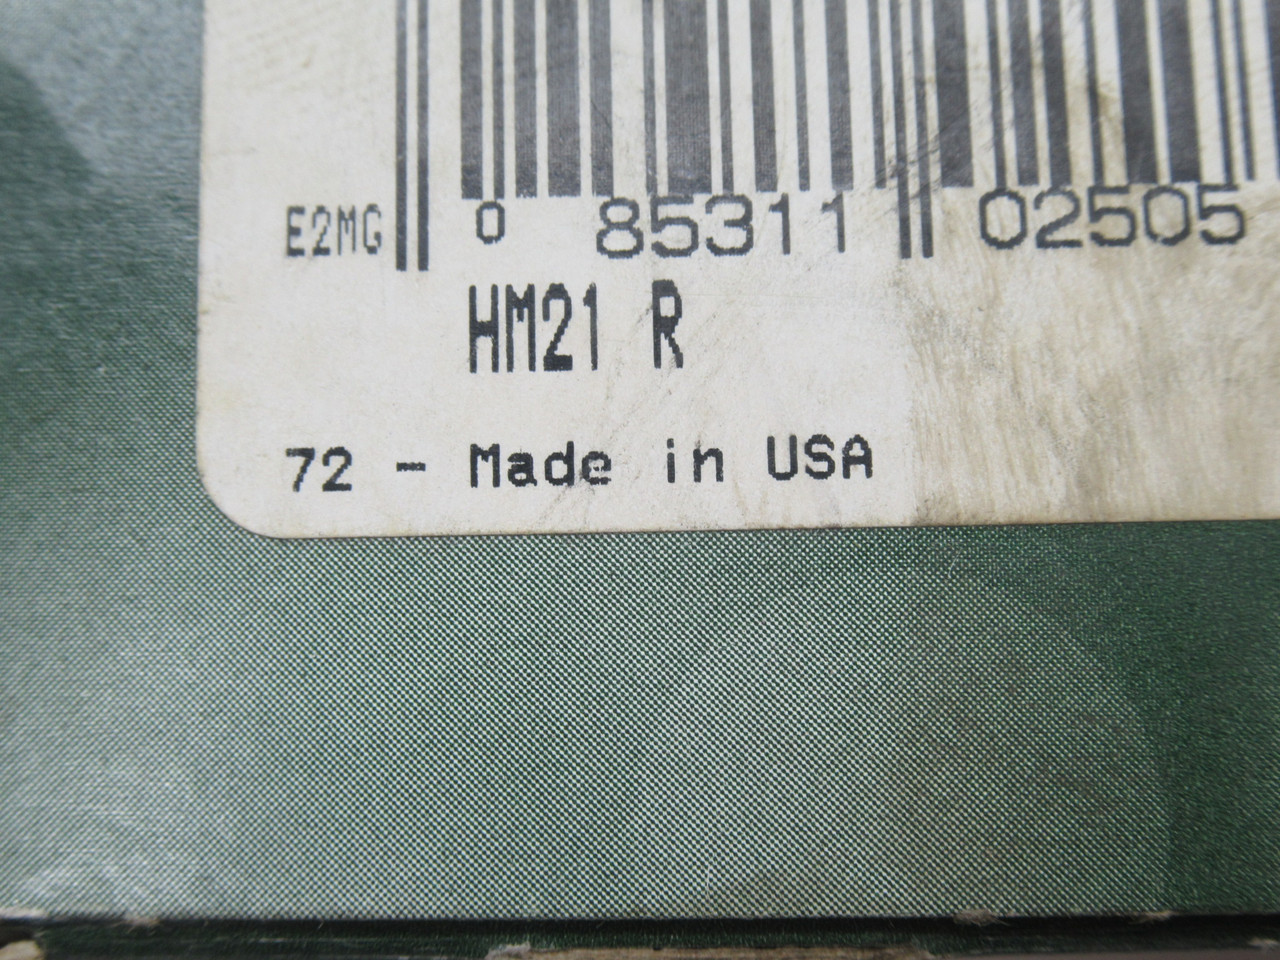 E2MG 0 85311 02505
HM21 R
72 - Made in USA